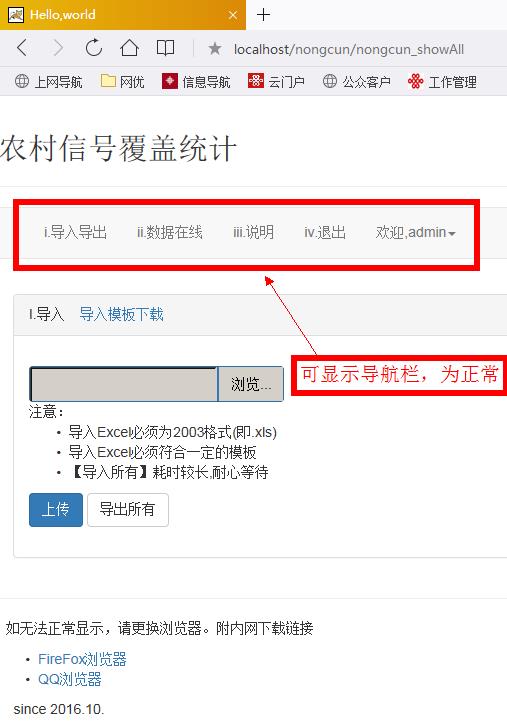 Hello,world
localhost/nongcun/nongcun_showAll
上网导航 网优 信息导航 云门户 公众客户 工作管理
农村信号覆盖统计
i.导入导出 ii.数据在线 iii.说明 iv.退出 欢迎,admin
I.导入 导入模板下载
可显示导航栏，为正常
浏览...
注意：
导入Excel必须为2003格式(即.xls)
导入Excel必须符合一定的模板
【导入所有】耗时较长,耐心等待
上传 导出所有
如无法正常显示，请更换浏览器。附内网下载链接
FireFox浏览器
QQ浏览器
since 2016.10.